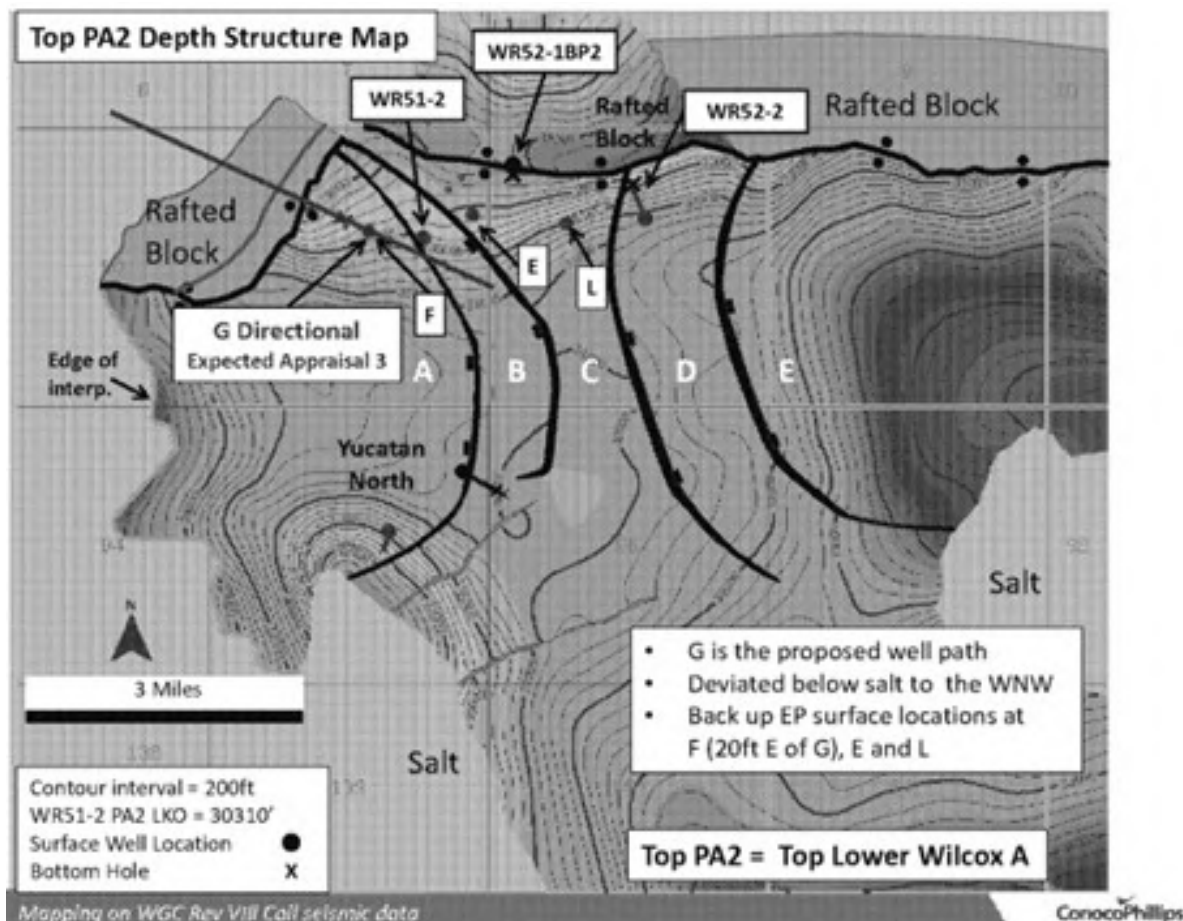 Top PA2 Depth Structure Map
WR52-1BP2
WR51-2
Rafted
Block
WR52-2
Rafted Block
Rafted
Block
E
L
F
G Directional
Expected Appraisal 3
Edge of
interp.
A
B
C
D
E
Yucatan
North
94
Salt
N
3 Miles
Salt
• G is the proposed well path
• Deviated below salt to the WNW
• Back up EP surface locations at
F (20ft E of G), E and L
Contour interval = 200ft
WR51-2 PA2 LKO = 30310'
Surface Well Location
Bottom Hole X
Top PA2 = Top Lower Wilcox A
Mapping on WGC Rev VIII Call seismic data
ConocoPhillips